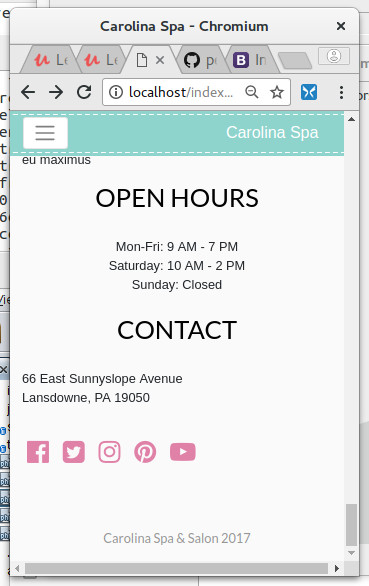 Carolina Spa - Chromium
Le
Le
Im
localhost/index...
Carolina Spa
eu maximus
OPEN HOURS
Mon-Fri: 9 AM - 7 PM
Saturday: 10 AM - 2 PM
Sunday: Closed
CONTACT
66 East Sunnyslope Avenue
Lansdowne, PA 19050
Carolina Spa & Salon 2017